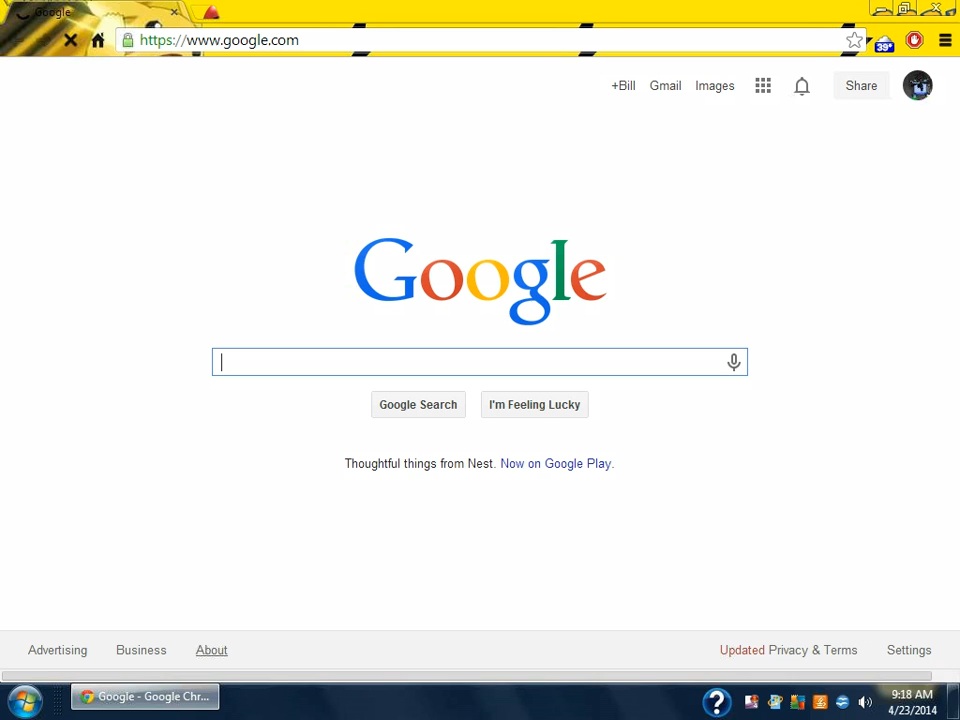 Google
https://www.google.com
39°
+Bill Gmail Images Share
Google
Google Search I'm Feeling Lucky
Thoughtful things from Nest. Now on Google Play.
Advertising Business About Updated Privacy & Terms Settings
Google - Google Chr...
9:18 AM
4/23/2014